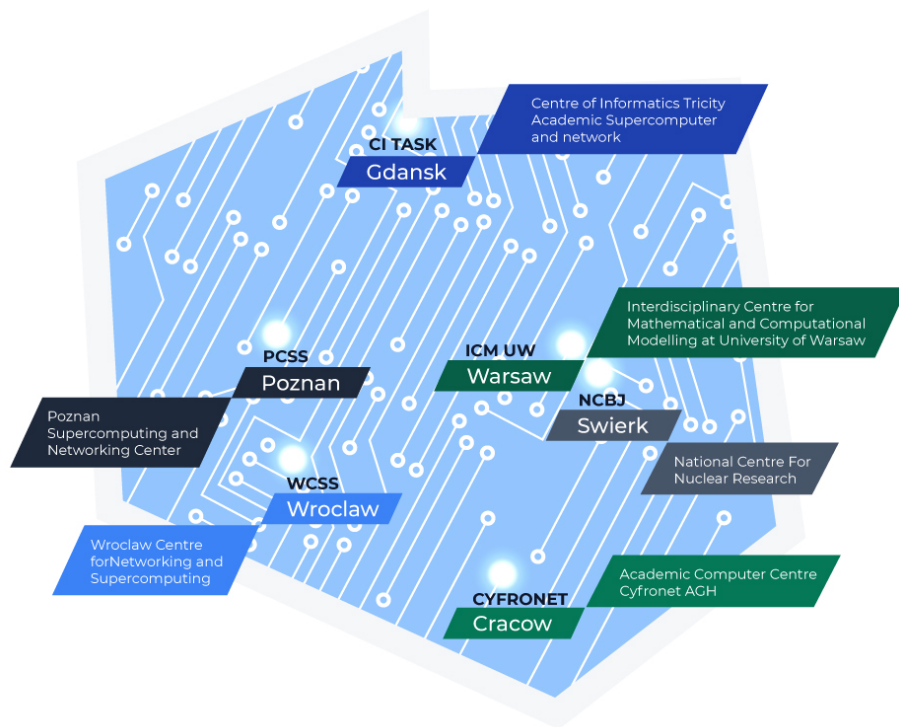 Centre of Informatics Tricity
Academic Supercomputer
and network
CI TASK
Gdansk
Interdisciplinary Centre for
Mathematical and Computational
Modelling at University of Warsaw
ICM UW
Warsaw
PCSS
Poznan
NCBJ
Swierk
Poznan
Supercomputing and
Networking Center
National Centre For
Nuclear Research
WCSS
Wroclaw
Wroclaw Centre
forNetworking and
Supercomputing
Academic Computer Centre
Cyfronet AGH
CYFRONET
Cracow